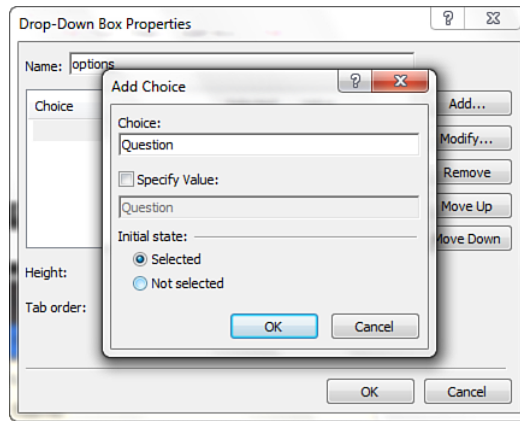 Drop-Down Box Properties
Name: options
Choice
Add...
Modify...
Remove
Move Up
Move Down
Height:
Tab order:
OK
Cancel
Add Choice
Choice:
Question
Specify Value:
Question
Initial state:
Selected
Not selected
OK
Cancel